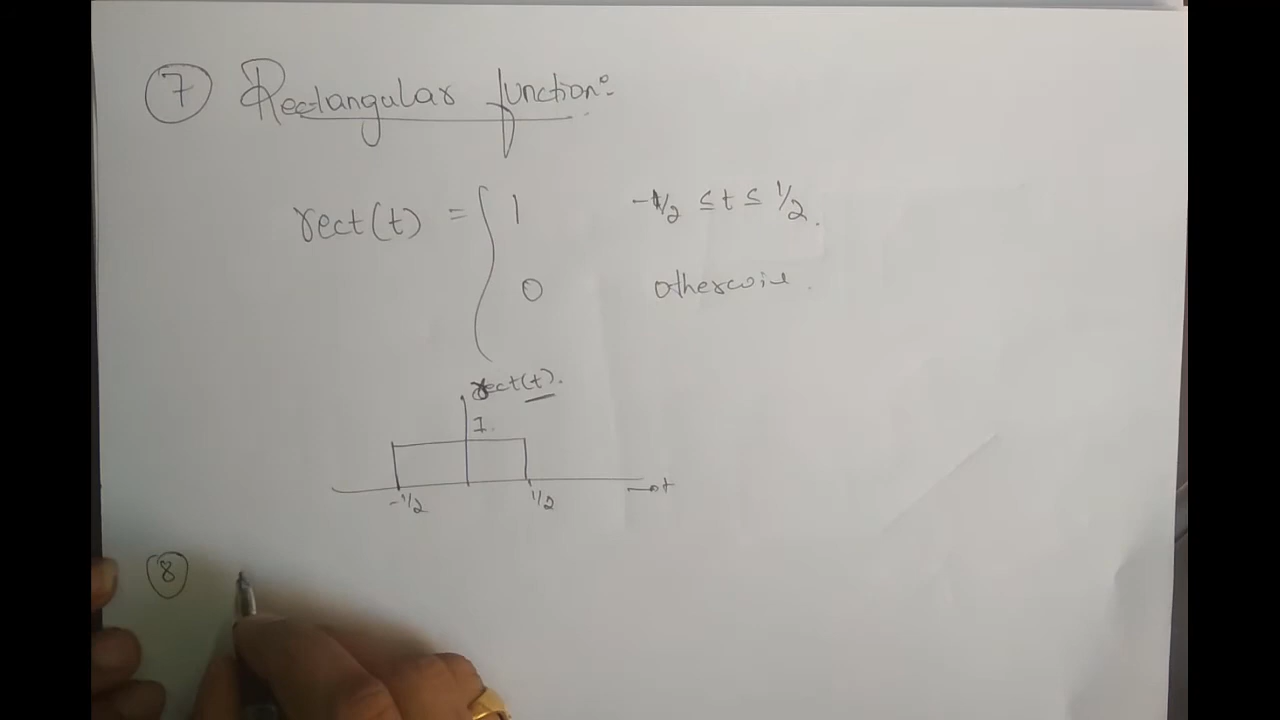 7 Rectangular function:-
rect(t) = { 1 -1/2 ≤ t ≤ 1/2.
0 otherwise.
rect(t).
1.
-1/2 1/2 → t
8